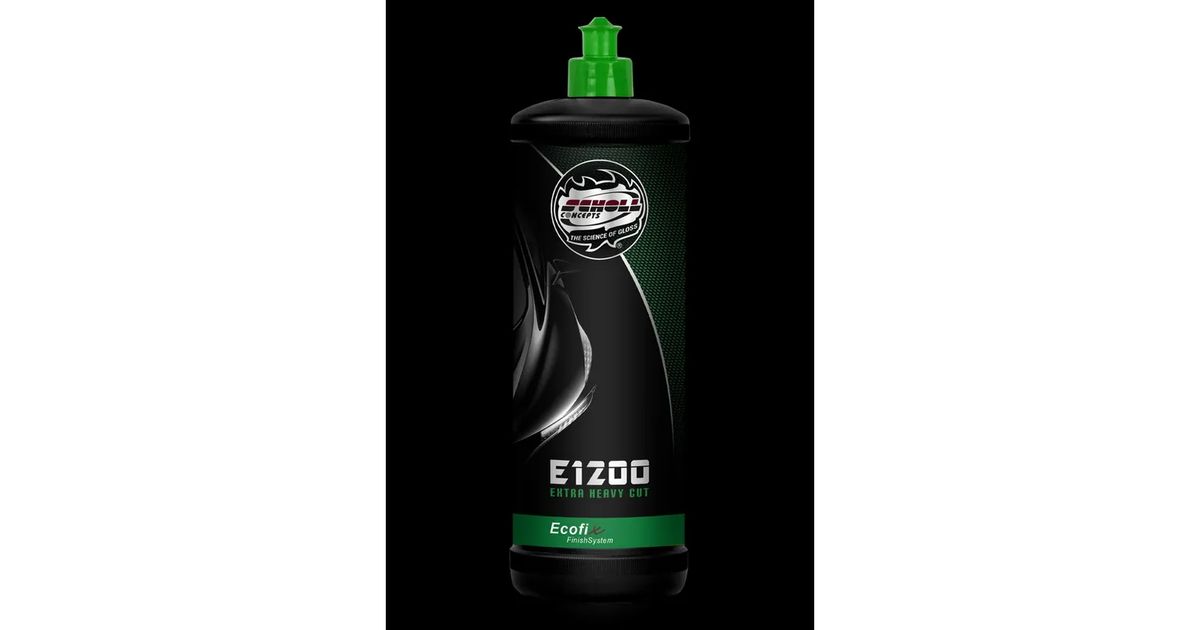 SCHOLL
CONCEPTS
THE SCIENCE OF GLOSS
®
E1200
EXTRA HEAVY CUT
Ecofix
FinishSystem